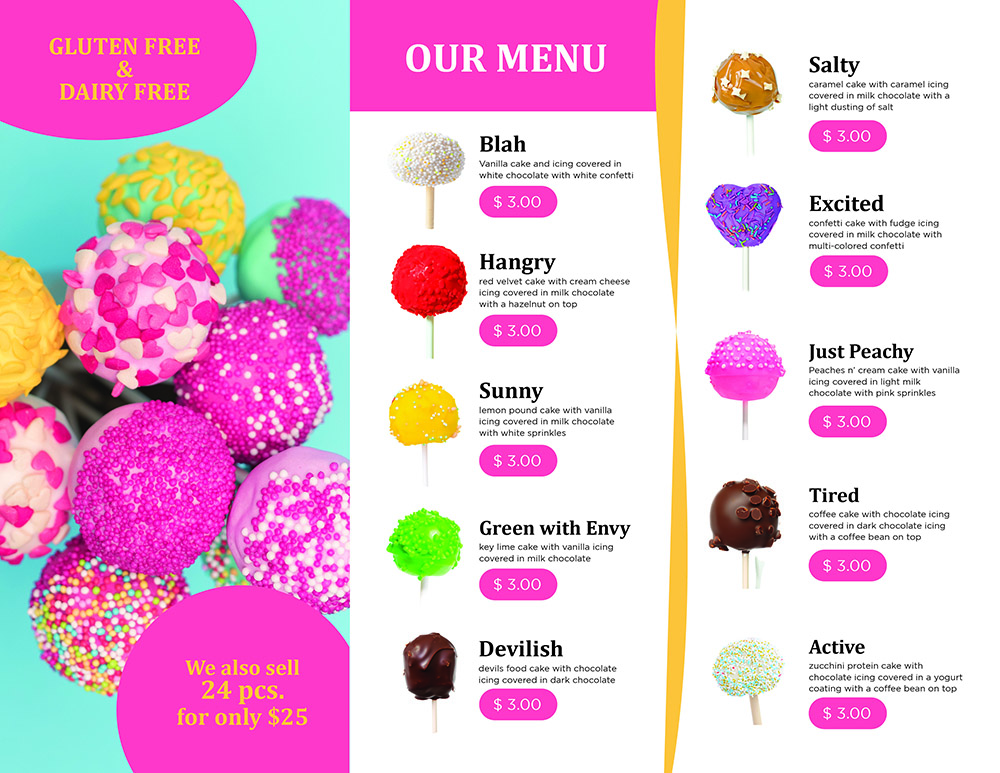 GLUTEN FREE
&
DAIRY FREE
We also sell
24 pcs.
for only $25
OUR MENU
Blah
Vanilla cake and icing covered in
white chocolate with white confetti
$ 3.00
Hangry
red velvet cake with cream cheese
icing covered in milk chocolate
with a hazelnut on top
$ 3.00
Sunny
lemon pound cake with vanilla
icing covered in milk chocolate
with white sprinkles
$ 3.00
Green with Envy
key lime cake with vanilla icing
covered in milk chocolate
$ 3.00
Devilish
devils food cake with chocolate
icing covered in dark chocolate
$ 3.00
Salty
caramel cake with caramel icing
covered in milk chocolate with a
light dusting of salt
$ 3.00
Excited
confetti cake with fudge icing
covered in milk chocolate with
multi-colored confetti
$ 3.00
Just Peachy
Peaches n' cream cake with vanilla
icing covered in light milk
chocolate with pink sprinkles
$ 3.00
Tired
coffee cake with chocolate icing
covered in dark chocolate icing
with a coffee bean on top
$ 3.00
Active
zucchini protein cake with
chocolate icing covered in a yogurt
coating with a coffee bean on top
$ 3.00